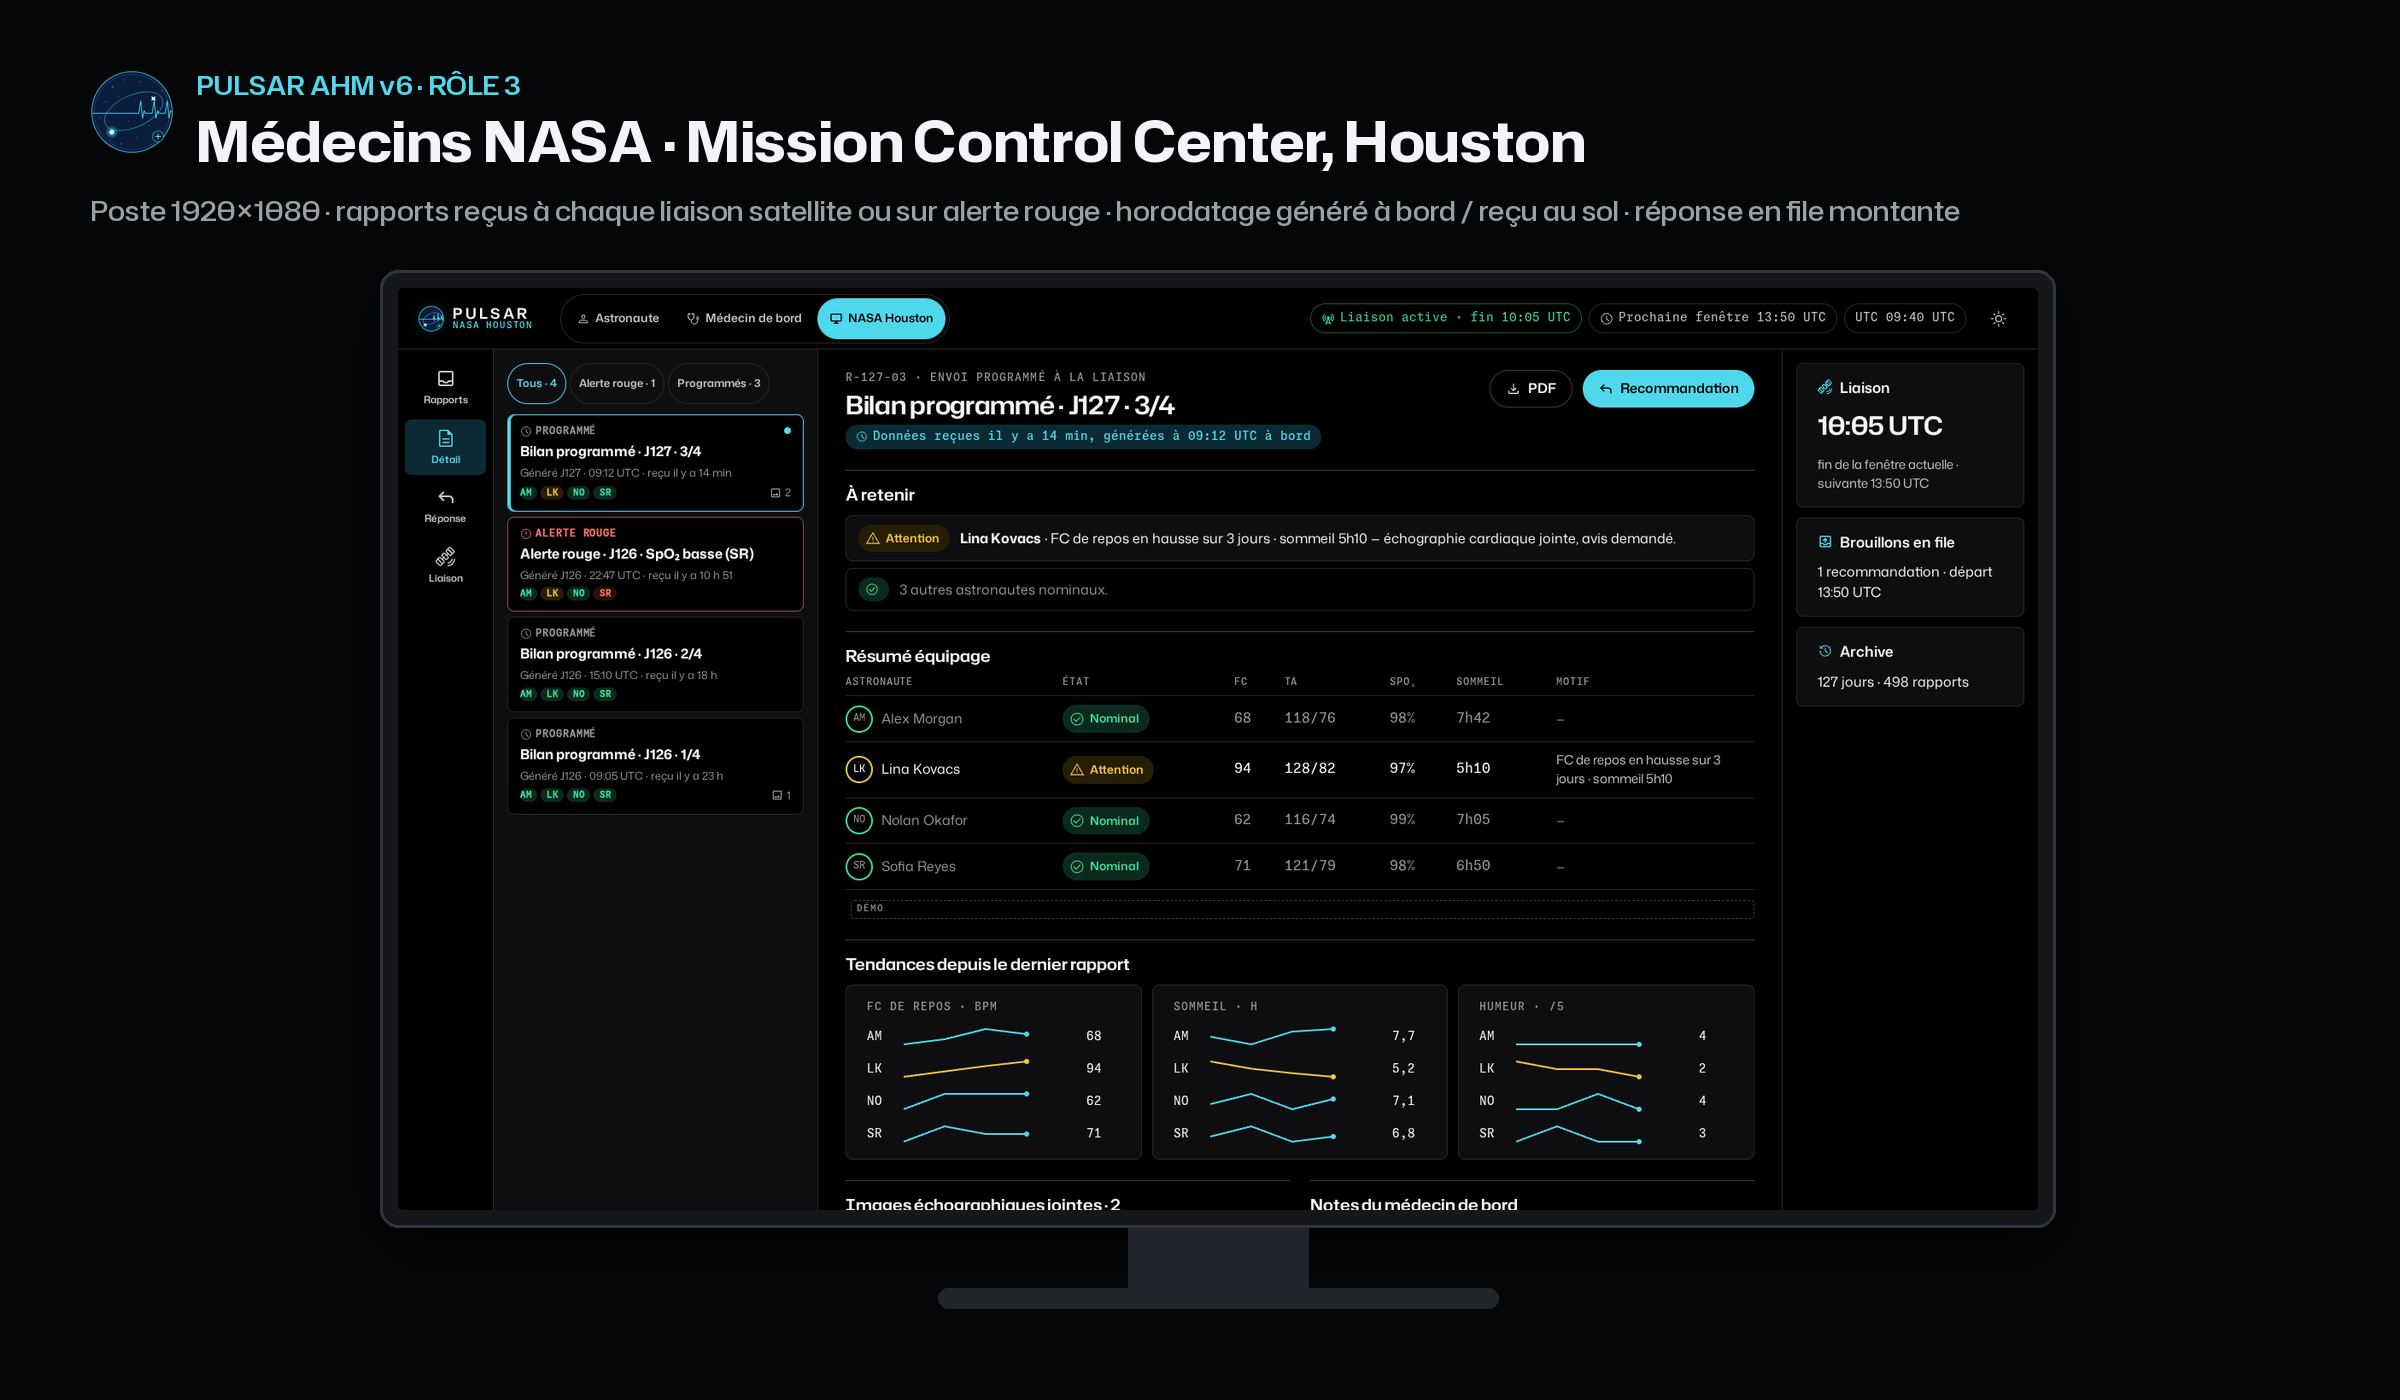 PULSAR AHM v6 · RÔLE 3
Médecins NASA · Mission Control Center, Houston
Poste 1920×1080 · rapports reçus à chaque liaison satellite ou sur alerte rouge · horodatage généré à bord / reçu au sol · réponse en file montante
PULSAR
NASA HOUSTON
Astronaute
Médecin de bord
NASA Houston
Liaison active · fin 10:05 UTC
Prochaine fenêtre 13:50 UTC
UTC 09:40 UTC
Rapports
Détail
Réponse
Liaison
Tous · 4
Alerte rouge · 1
Programmés · 3
PROGRAMMÉ
Bilan programmé · J127 · 3/4
Généré J127 · 09:12 UTC · reçu il y a 14 min
AM LK NO SR 2
ALERTE ROUGE
Alerte rouge · J126 · SpO₂ basse (SR)
Généré J126 · 22:47 UTC · reçu il y a 10 h 51
AM LK NO SR
PROGRAMMÉ
Bilan programmé · J126 · 2/4
Généré J126 · 15:10 UTC · reçu il y a 18 h
AM LK NO SR
PROGRAMMÉ
Bilan programmé · J126 · 1/4
Généré J126 · 09:05 UTC · reçu il y a 23 h
AM LK NO SR 1
R-127-03 · ENVOI PROGRAMMÉ À LA LIAISON
Bilan programmé · J127 · 3/4
Données reçues il y a 14 min, générées à 09:12 UTC à bord
PDF
Recommandation
À retenir
Attention Lina Kovacs · FC de repos en hausse sur 3 jours · sommeil 5h10 — échographie cardiaque jointe, avis demandé.
3 autres astronautes nominaux.
Résumé équipage
ASTRONAUTE ÉTAT FC TA SPO₂ SOMMEIL MOTIF
AM Alex Morgan Nominal 68 118/76 98% 7h42 —
LK Lina Kovacs Attention 94 128/82 97% 5h10 FC de repos en hausse sur 3
jours · sommeil 5h10
NO Nolan Okafor Nominal 62 116/74 99% 7h05 —
SR Sofia Reyes Nominal 71 121/79 98% 6h50 —
DÉMO
Tendances depuis le dernier rapport
FC DE REPOS · BPM
AM 68
LK 94
NO 62
SR 71
SOMMEIL · H
AM 7,7
LK 5,2
NO 7,1
SR 6,8
HUMEUR · /5
AM 4
LK 2
NO 4
SR 3
Images échographiques jointes · 2
Notes du médecin de bord
Liaison
10:05 UTC
fin de la fenêtre actuelle ·
suivante 13:50 UTC
Brouillons en file
1 recommandation · départ
13:50 UTC
Archive
127 jours · 498 rapports